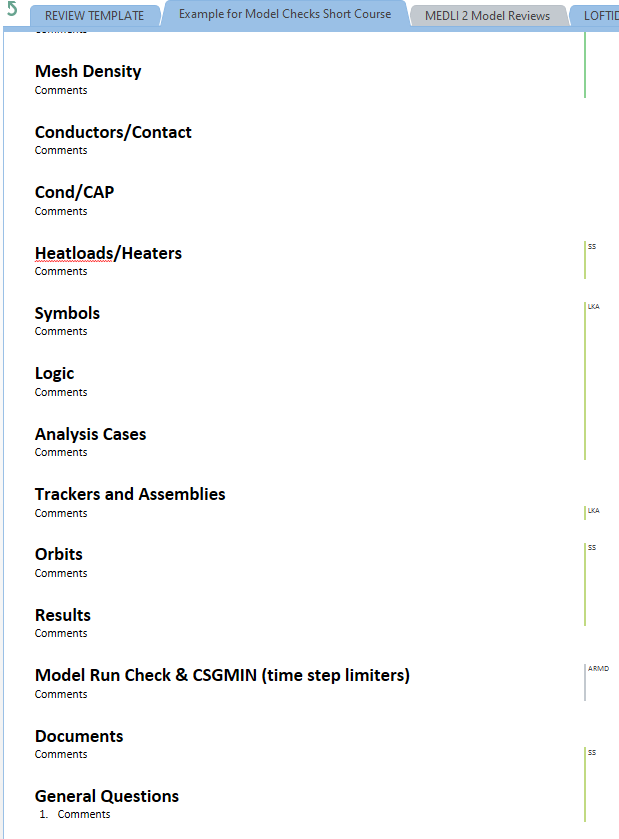 REVIEW TEMPLATE
Example for Model Checks Short Course
MEDLI 2 Model Reviews
Mesh Density
Comments
Conductors/Contact
Comments
Cond/CAP
Comments
Heatloads/Heaters
SS
Comments
Symbols
LKA
Comments
Logic
Comments
Analysis Cases
Comments
Trackers and Assemblies
Comments
LKA
Orbits
SS
Comments
Results
Comments
Model Run Check & CSGMIN (time step limiters)
ARMD
Comments
Documents
Comments
SS
General Questions
1. Comments